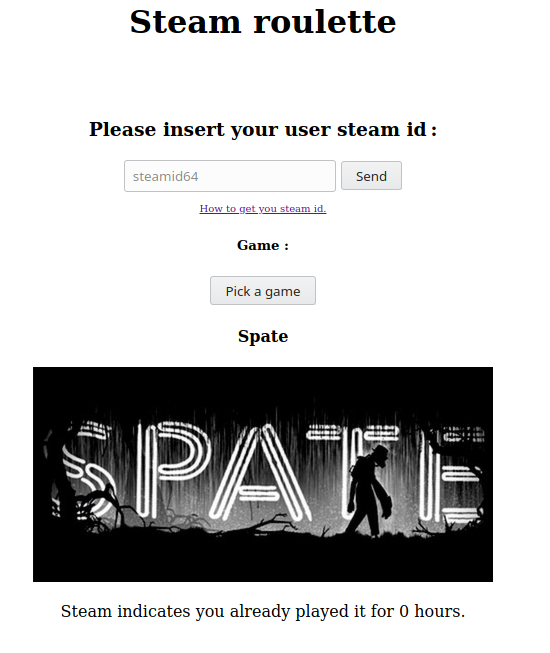 Steam roulette
Please insert your user steam id :
steamid64
Send
How to get you steam id.
Game :
Pick a game
Spate
SPATE
Steam indicates you already played it for 0 hours.